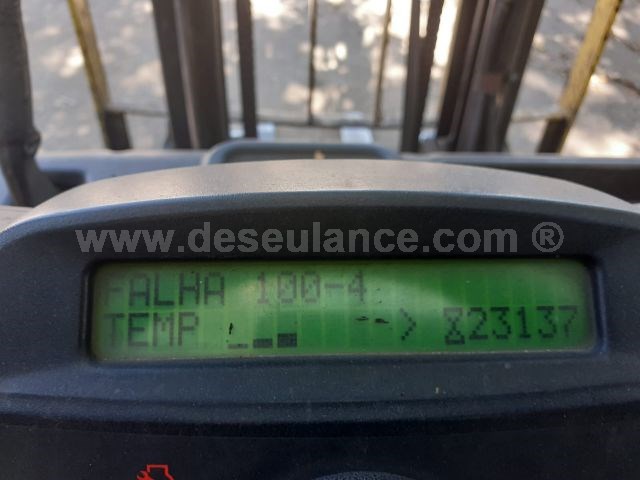 www.deseulance.com ®
FALHA 100-4
TEMP > 23137